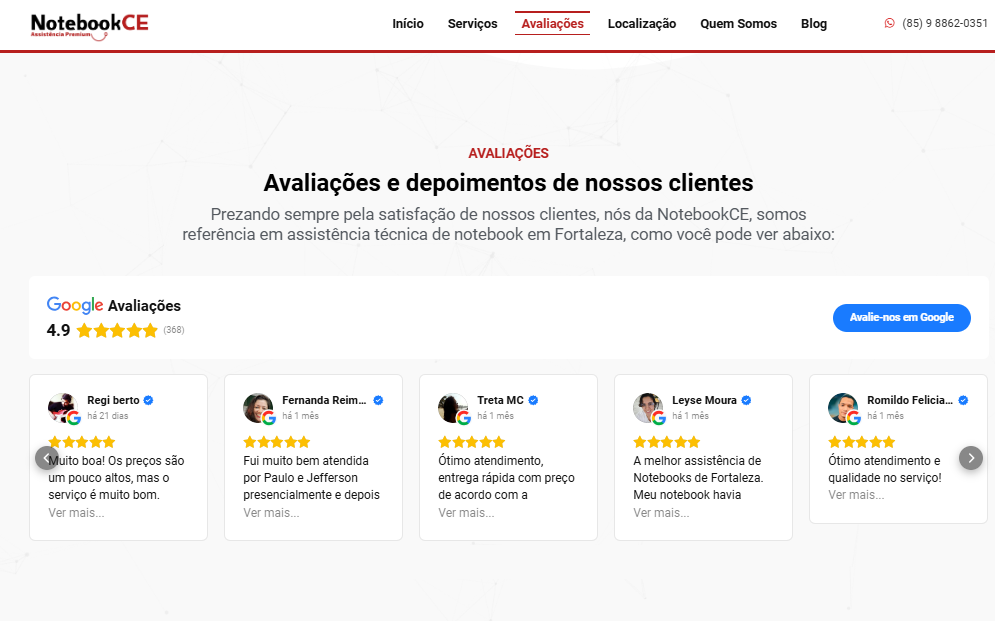 NotebookCE
Assistência Premium
Início Serviços Avaliações Localização Quem Somos Blog (85) 9 8862-0351
AVALIAÇÕES
Avaliações e depoimentos de nossos clientes
Prezando sempre pela satisfação de nossos clientes, nós da NotebookCE, somos
referência em assistência técnica de notebook em Fortaleza, como você pode ver abaixo:
Google Avaliações
4.9 (368)
Avalie-nos em Google
Regi berto
há 21 dias
Muito boa! Os preços são
um pouco altos, mas o
serviço é muito bom.
Ver mais...
Fernanda Reim...
há 1 mês
Fui muito bem atendida
por Paulo e Jefferson
presencialmente e depois
Ver mais...
Treta MC
há 1 mês
Ótimo atendimento,
entrega rápida com preço
de acordo com a
Ver mais...
Leyse Moura
há 1 mês
A melhor assistência de
Notebooks de Fortaleza.
Meu notebook havia
Ver mais...
Romildo Felicia...
há 1 mês
Ótimo atendimento e
qualidade no serviço!
Ver mais...